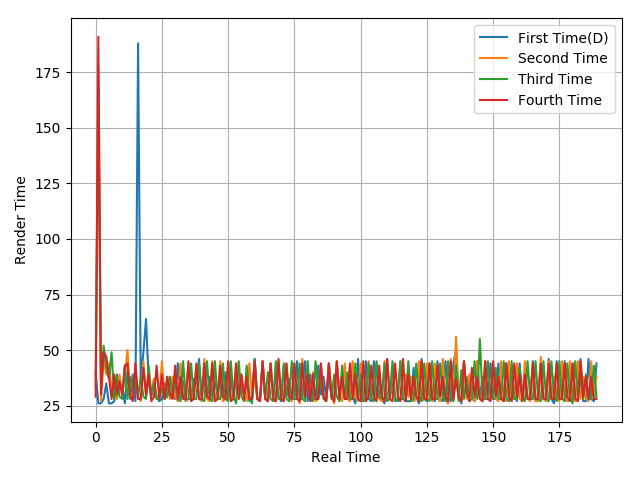 First Time(D)
Second Time
Third Time
Fourth Time
Render Time
175
150
125
100
75
50
25
0 25 50 75 100 125 150 175
Real Time